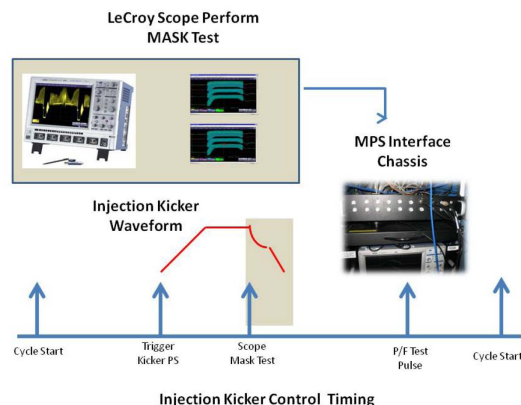 LeCroy Scope Perform
MASK Test
MPS Interface
Chassis
Injection Kicker
Waveform
Cycle Start
Trigger
Kicker PS
Scope
Mask Test
P/F Test
Pulse
Cycle Start
Injection Kicker Control Timing